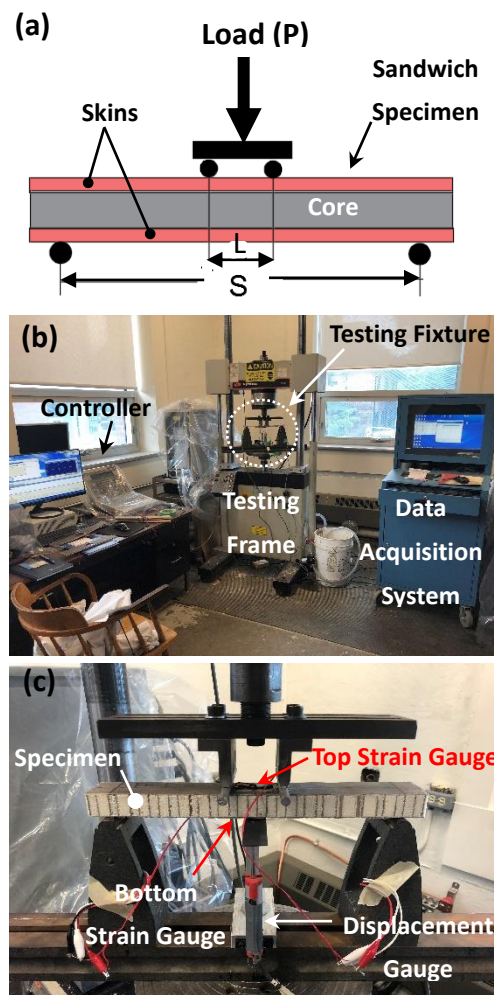 (a)
Load (P)
Sandwich
Specimen
Skins
Core
L
S
(b)
Testing Fixture
Controller
CAUTION
Testing
Frame
Data
Acquisition
System
(c)
Specimen
Top Strain Gauge
Bottom
Strain Gauge
Displacement
Gauge